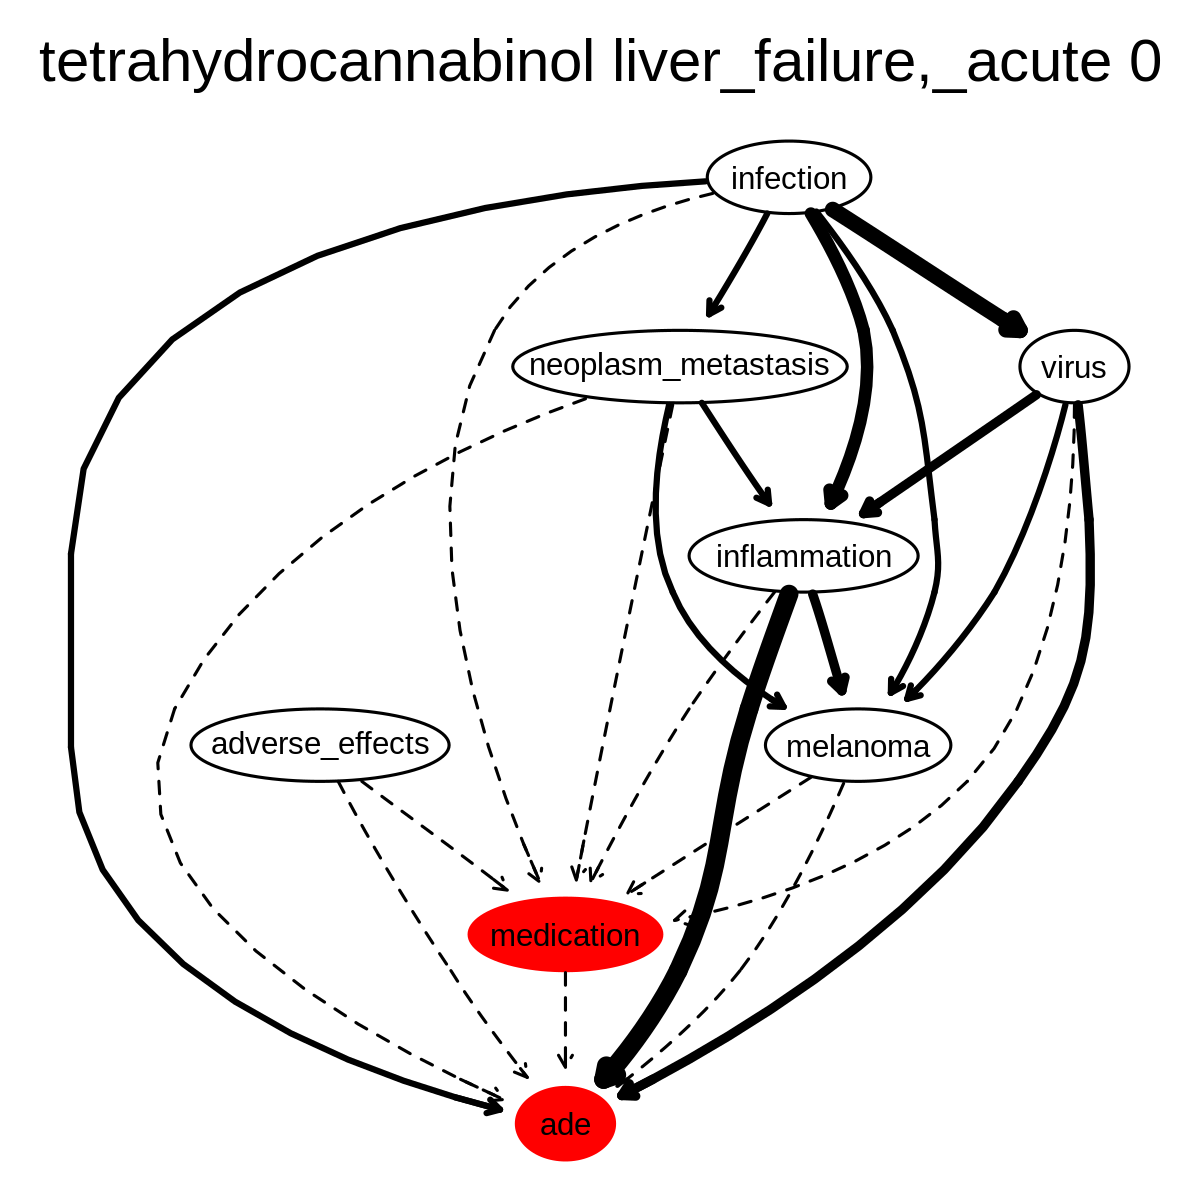 tetrahydrocannabinol liver_failure,_acute 0
infection
neoplasm_metastasis
virus
inflammation
adverse_effects
melanoma
medication
ade